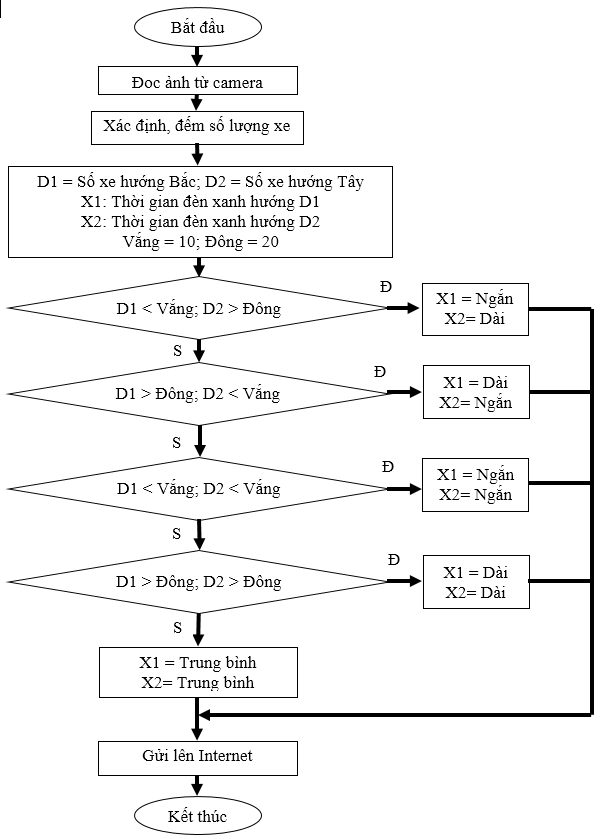 Bắt đầu
Đoc ảnh từ camera
Xác định, đếm số lượng xe
D1 = Số xe hướng Bắc; D2 = Số xe hướng Tây
X1: Thời gian đèn xanh hướng D1
X2: Thời gian đèn xanh hướng D2
Vắng = 10; Đông = 20
D1 < Vắng; D2 > Đông
Đ
X1 = Ngắn
X2= Dài
S
D1 > Đông; D2 < Vắng
Đ
X1 = Dài
X2= Ngắn
S
D1 < Vắng; D2 < Vắng
Đ
X1 = Ngắn
X2= Ngắn
S
D1 > Đông; D2 > Đông
Đ
X1 = Dài
X2= Dài
S
X1 = Trung bình
X2= Trung bình
Gửi lên Internet
Kết thúc